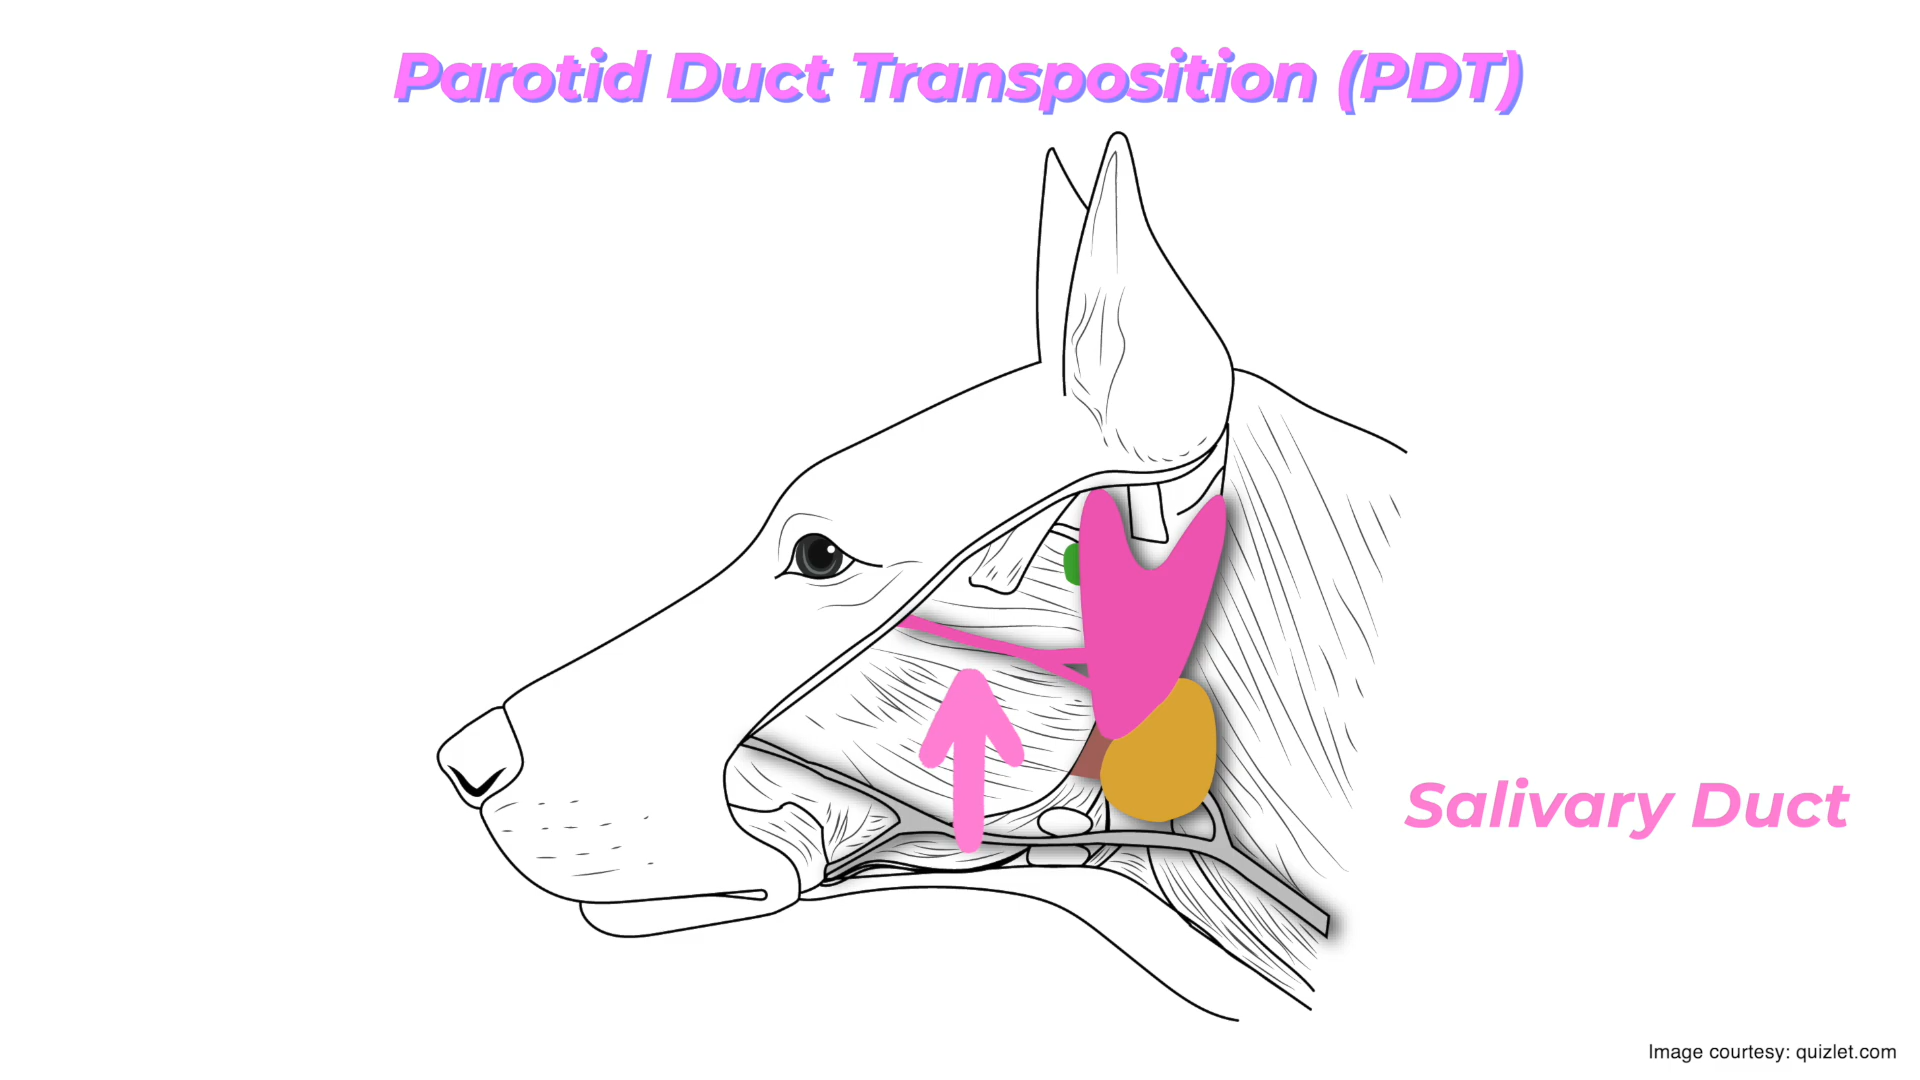 Parotid Duct Transposition (PDT)
Salivary Duct
Image courtesy: quizlet.com